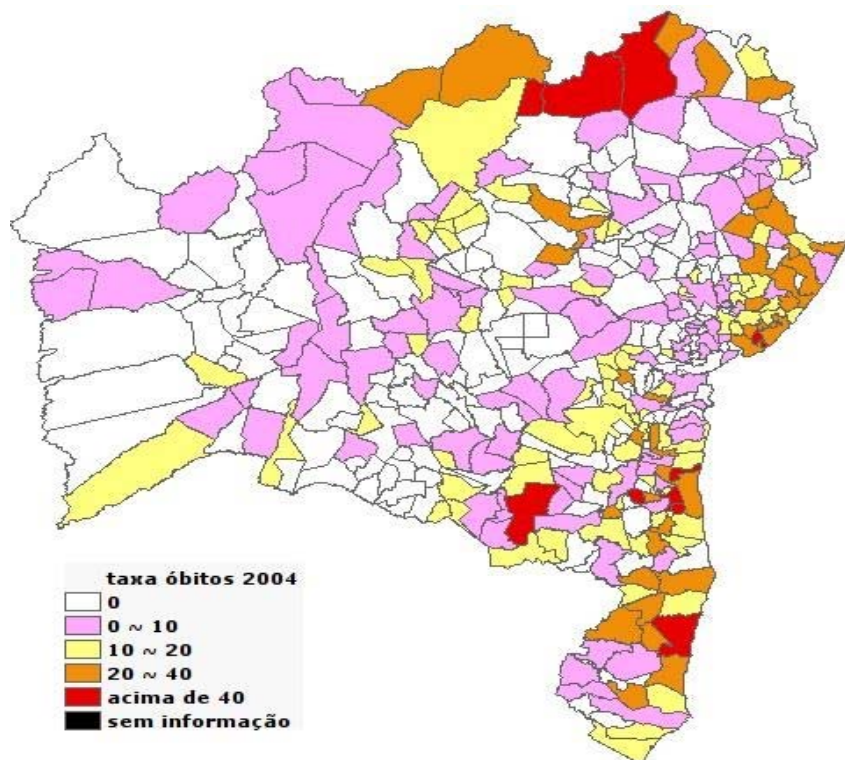 taxa óbitos 2004
0
0 ~ 10
10 ~ 20
20 ~ 40
acima de 40
sem informação